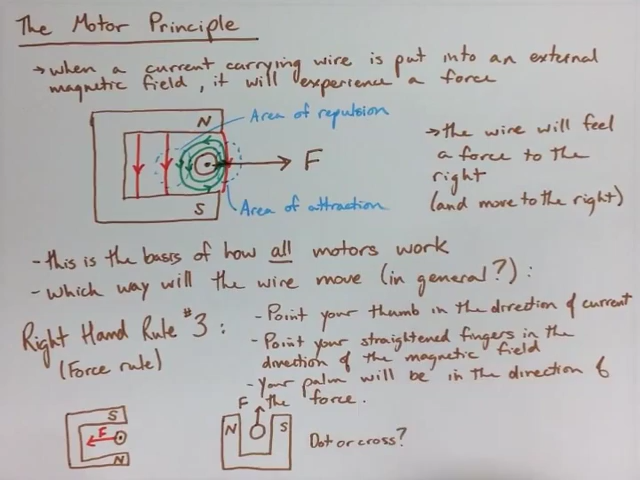 The Motor Principle
→ when a current carrying wire is put into an external
magnetic field, it will experience a force
N
Area of repulsion
F
S
Area of attraction
→ the wire will feel
a force to the
right
(and move to the right)
- this is the basis of how all motors work
- which way will the wire move (in general?) :
Right Hand Rule #3 :
(Force rule)
- Point your thumb in the direction of current
- Point your straightened fingers in the
direction of the magnetic field
- Your palm will be in the direction of
the force.
S
F
N
F
N
S
Dot or cross?